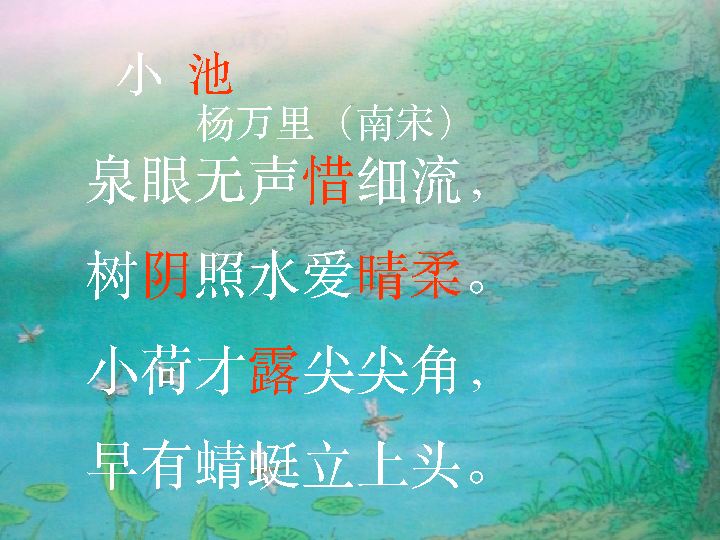 小 池
杨万里（南宋）
泉眼无声惜细流，
树阴照水爱晴柔。
小荷才露尖尖角，
早有蜻蜓立上头。